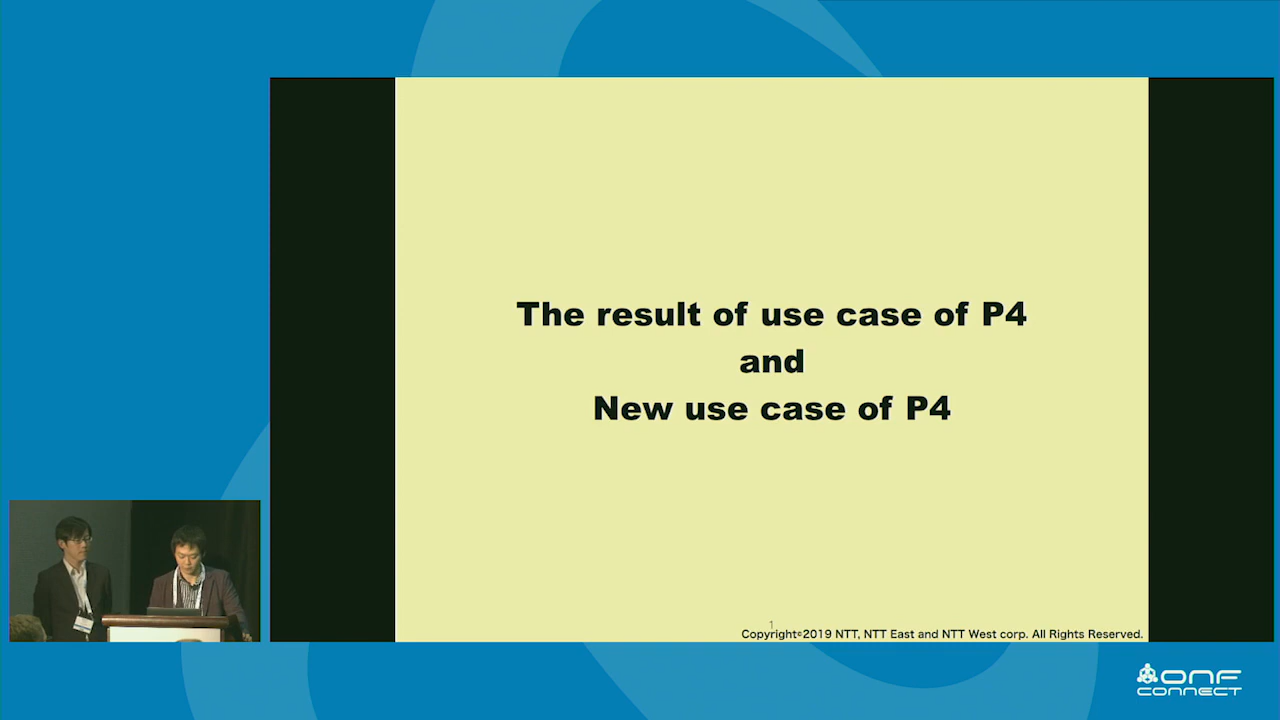 The result of use case of P4
and
New use case of P4
1
Copyright©2019 NTT, NTT East and NTT West corp. All Rights Reserved.
ONF
CONNECT